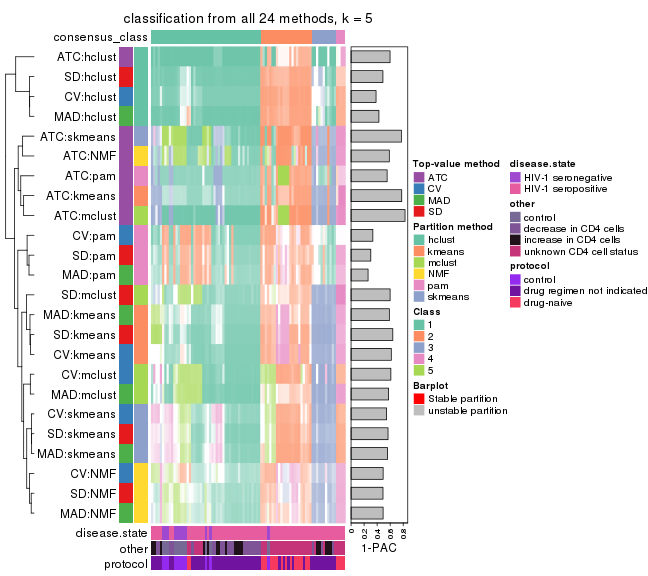 classification from all 24 methods, k = 5
consensus_class
ATC:hclust
SD:hclust
CV:hclust
MAD:hclust
ATC:skmeans
ATC:NMF
ATC:pam
ATC:kmeans
ATC:mclust
CV:pam
SD:pam
MAD:pam
SD:mclust
MAD:kmeans
SD:kmeans
CV:kmeans
CV:mclust
MAD:mclust
CV:skmeans
SD:skmeans
MAD:skmeans
CV:NMF
SD:NMF
MAD:NMF
disease.state
other
protocol
0 0.2 0.4 0.6 0.8
1-PAC
Top-value method
ATC
CV
MAD
SD
Partition method
hclust
kmeans
mclust
NMF
pam
skmeans
Class
1
2
3
4
5
Barplot
Stable partition
unstable partition
disease.state
HIV-1 seronegative
HIV-1 seropositive
other
control
decrease in CD4 cells
increase in CD4 cells
unknown CD4 cell status
protocol
control
drug regimen not indicated
drug-naive